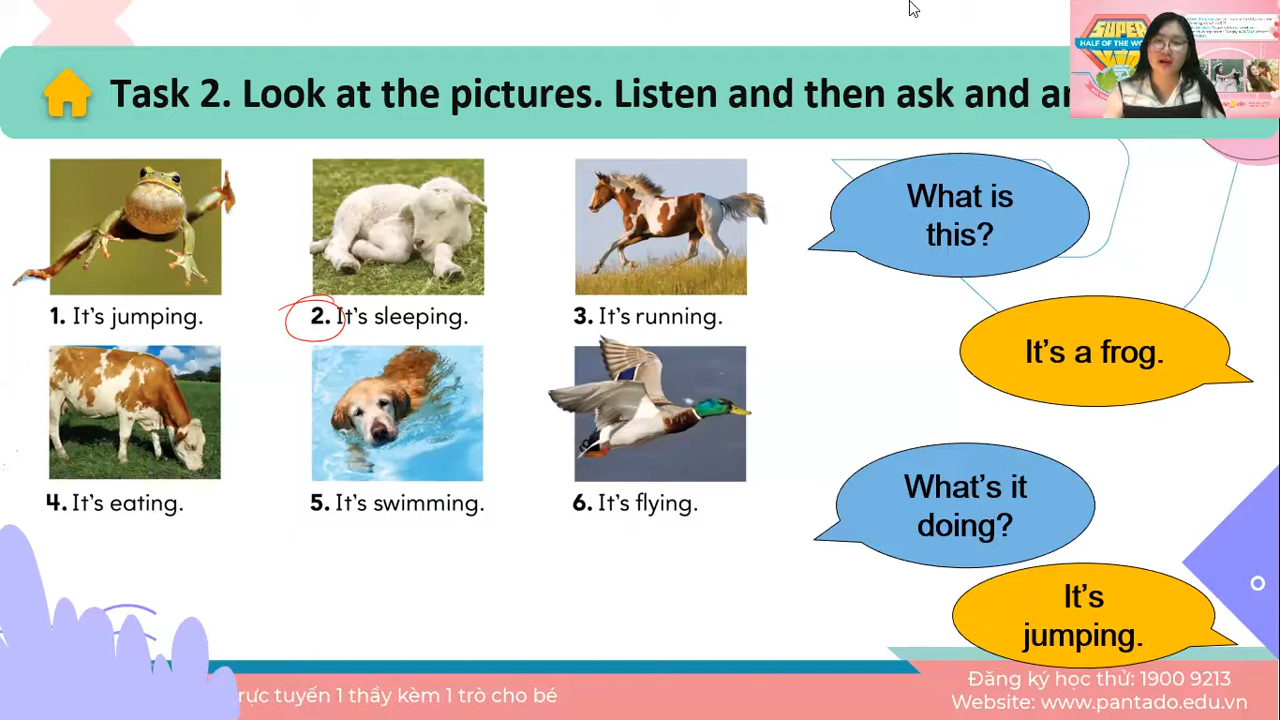 Task 2. Look at the pictures. Listen and then ask and
SUPER
HALF OF THE
1. It's jumping.
2. It's sleeping.
3. It's running.
4. It's eating.
5. It's swimming.
6. It's flying.
What is
this?
It's a frog.
What's it
doing?
It's
jumping.
tuyến 1 thầy kèm 1 trò cho bé
Đăng ký học thử: 1900 9213
Website: www.pantado.edu.vn